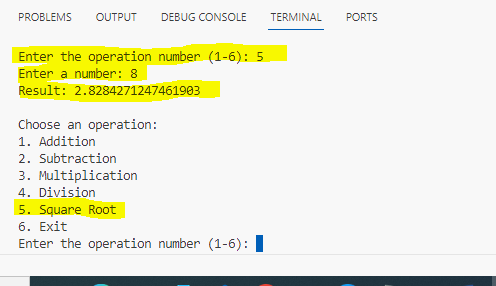 PROBLEMS OUTPUT DEBUG CONSOLE TERMINAL PORTS
Enter the operation number (1-6): 5
Enter a number: 8
Result: 2.8284271247461903
Choose an operation:
1. Addition
2. Subtraction
3. Multiplication
4. Division
5. Square Root
6. Exit
Enter the operation number (1-6):